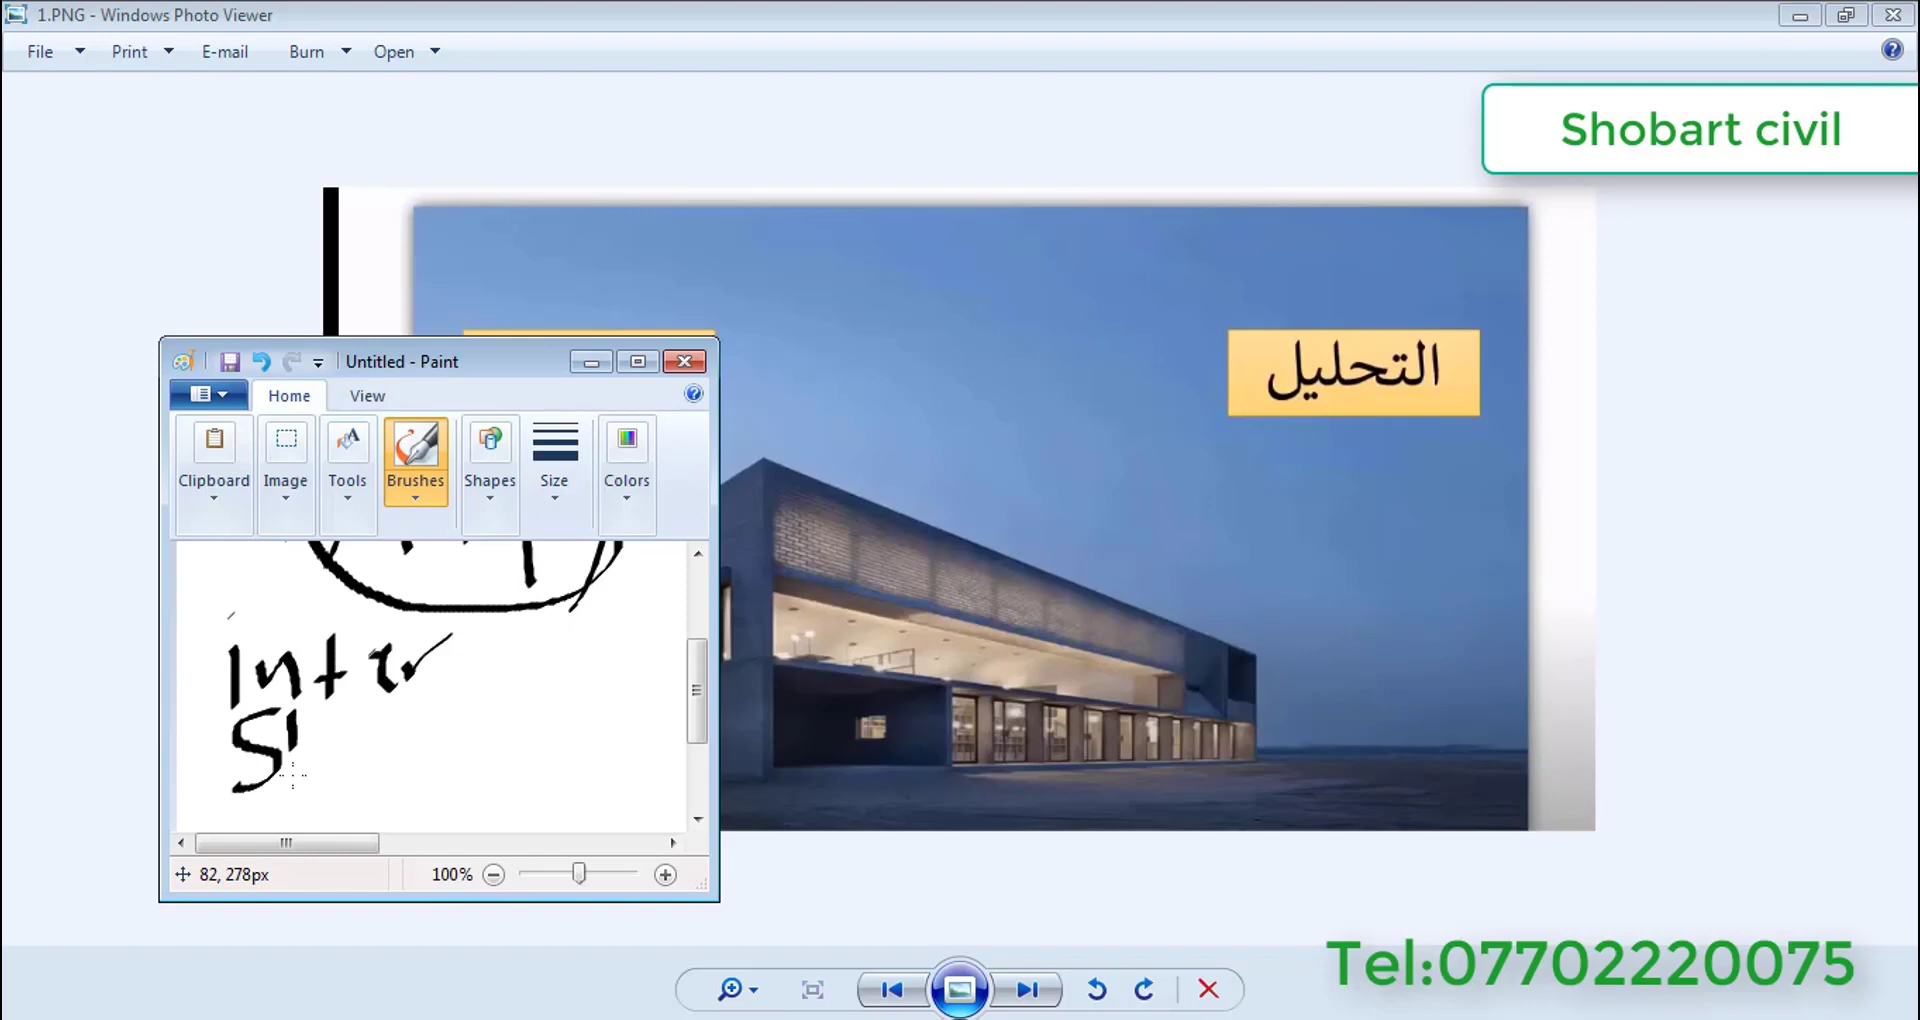 1.PNG - Windows Photo Viewer
File Print E-mail Burn Open
Shobart civil
التحليل
Untitled - Paint
Home View
Clipboard Image Tools Brushes Shapes Size Colors
Inter
82, 278px 100%
Tel:07702220075